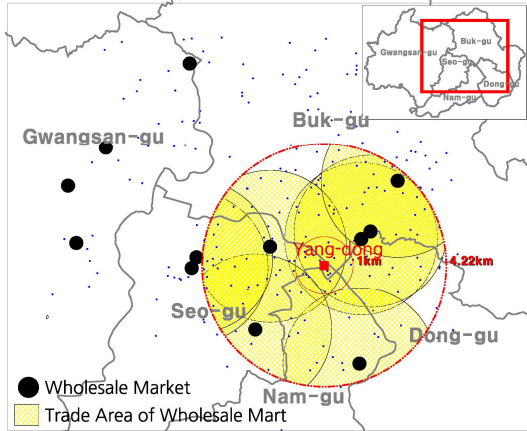 Gwangsan-gu
Buk-gu
Seo-gu
Dong-gu
Nam-gu
Buk-gu
Gwangsan-gu
Yang-dong
1km
4.22km
Seo-gu
Dong-gu
Nam-gu
Wholesale Market
Trade Area of Wholesale Mart